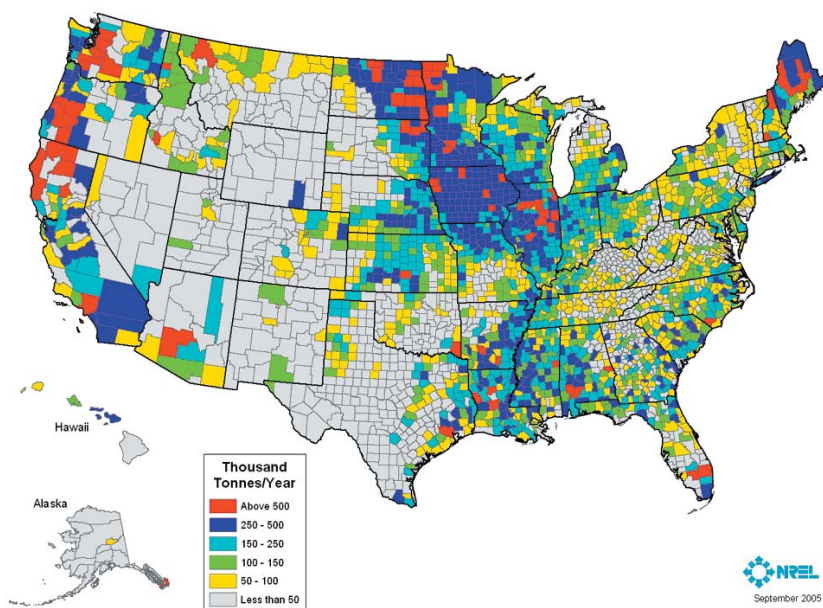 Hawaii
Alaska
Thousand
Tonnes/Year
Above 500
250 - 500
150 - 250
100 - 150
50 - 100
Less than 50
NREL
September 2005